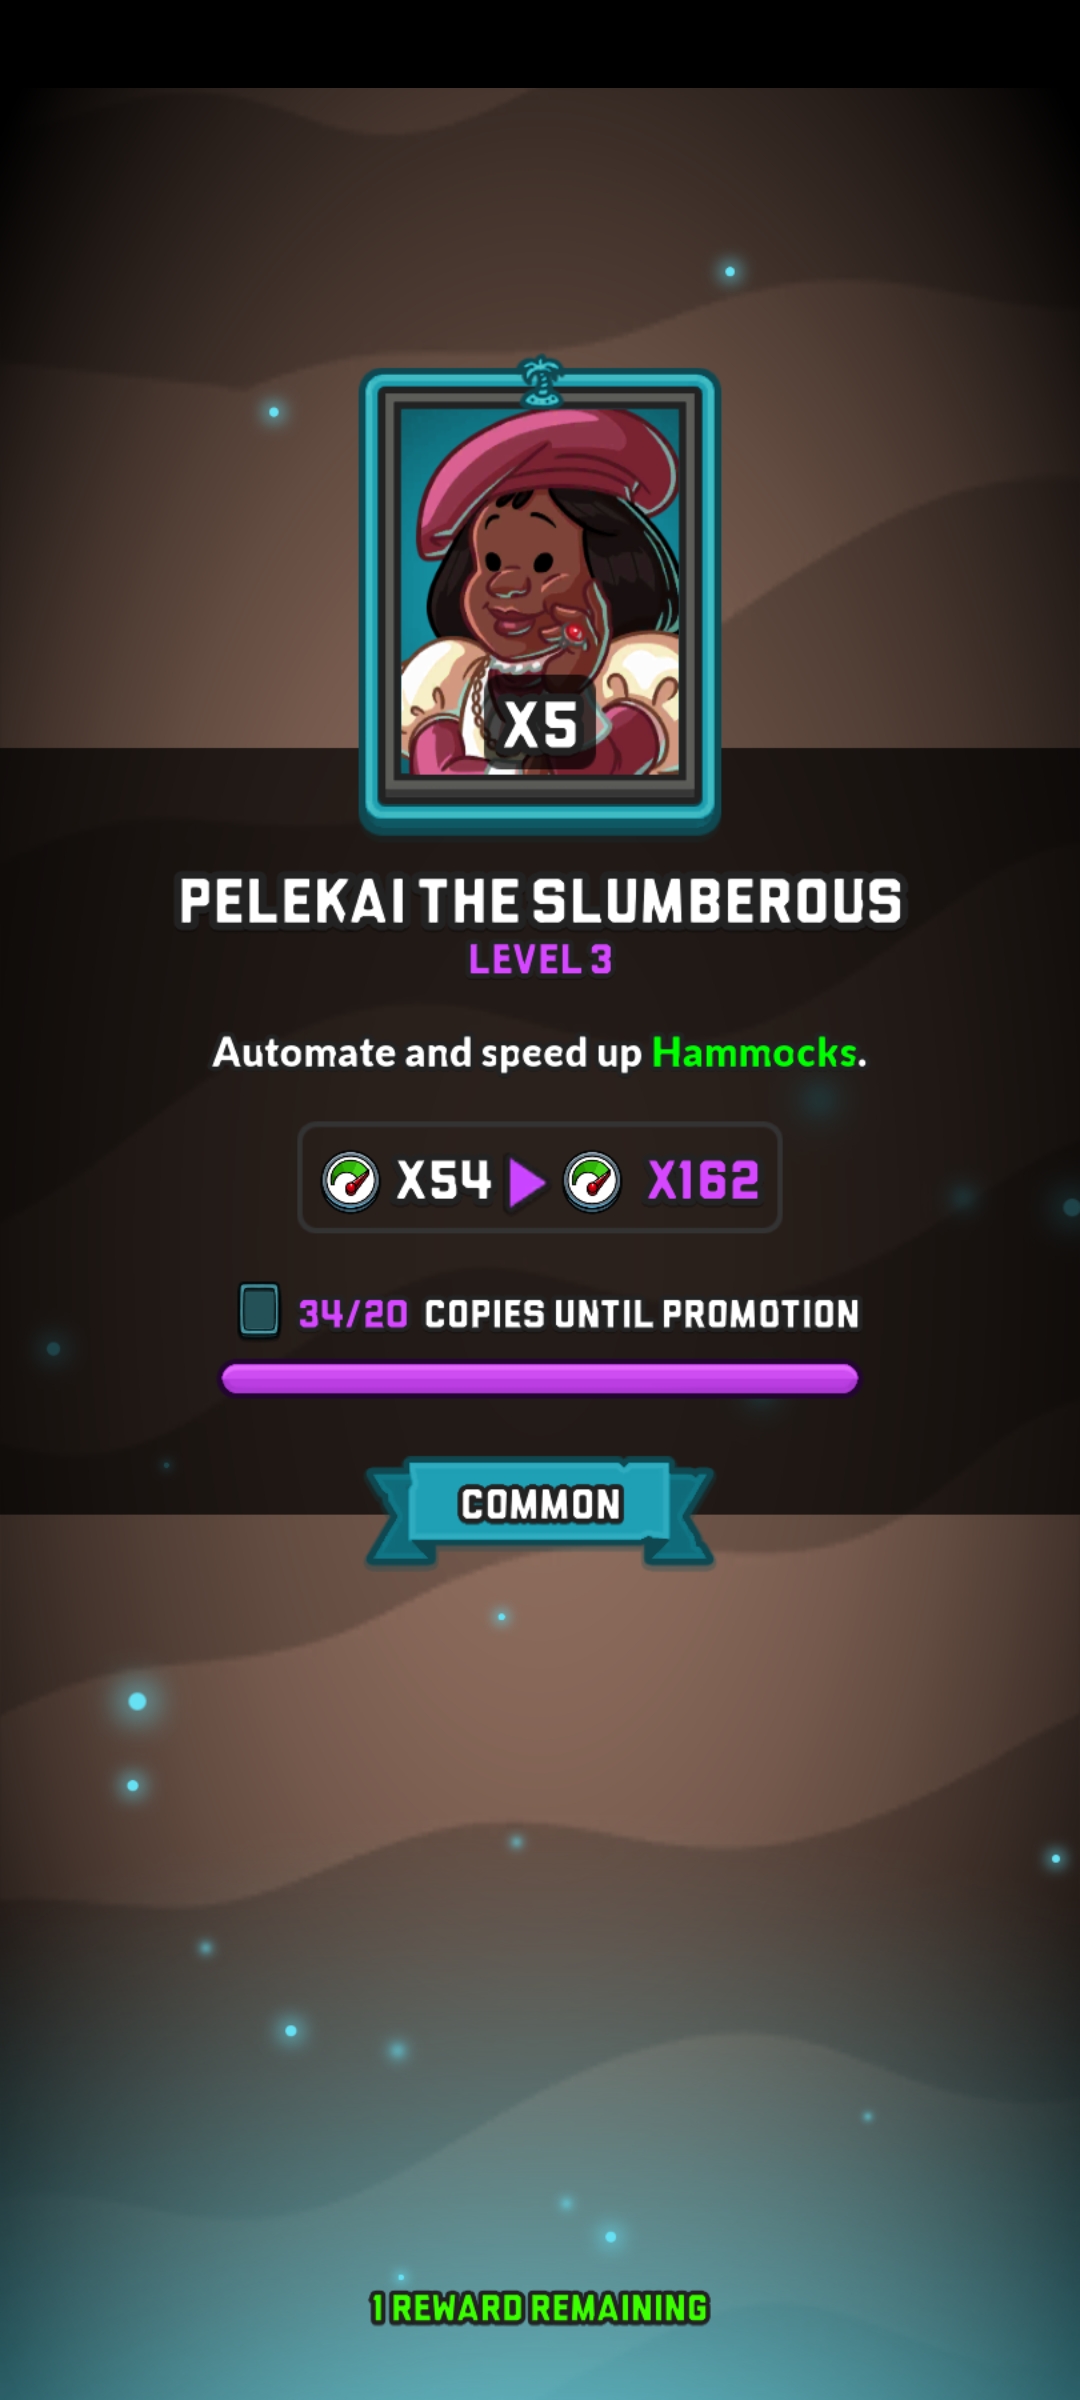 X5
PELEKAI THE SLUMBEROUS
LEVEL 3
Automate and speed up Hammocks.
X54 X162
34/20 COPIES UNTIL PROMOTION
COMMON
1 REWARD REMAINING